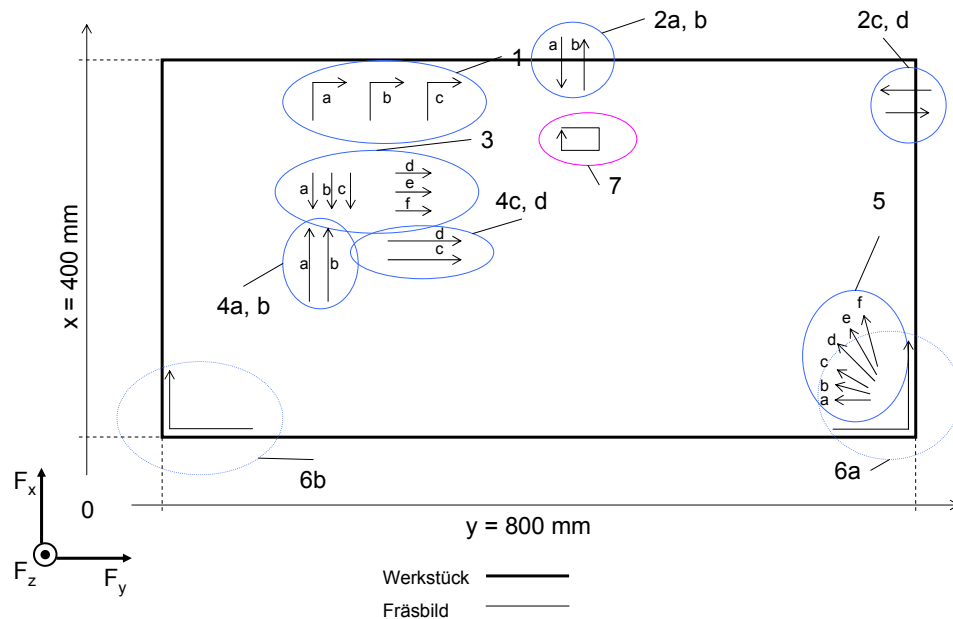 2a, b
2c, d
1
a
b
a
b
c
3
7
d
e
f
a
b
c
4c, d
5
d
c
a
b
4a, b
f
e
d
c
b
a
x = 400 mm
6b
6a
0
y = 800 mm
Fx
Fz
Fy
Werkstück
Fräsbild